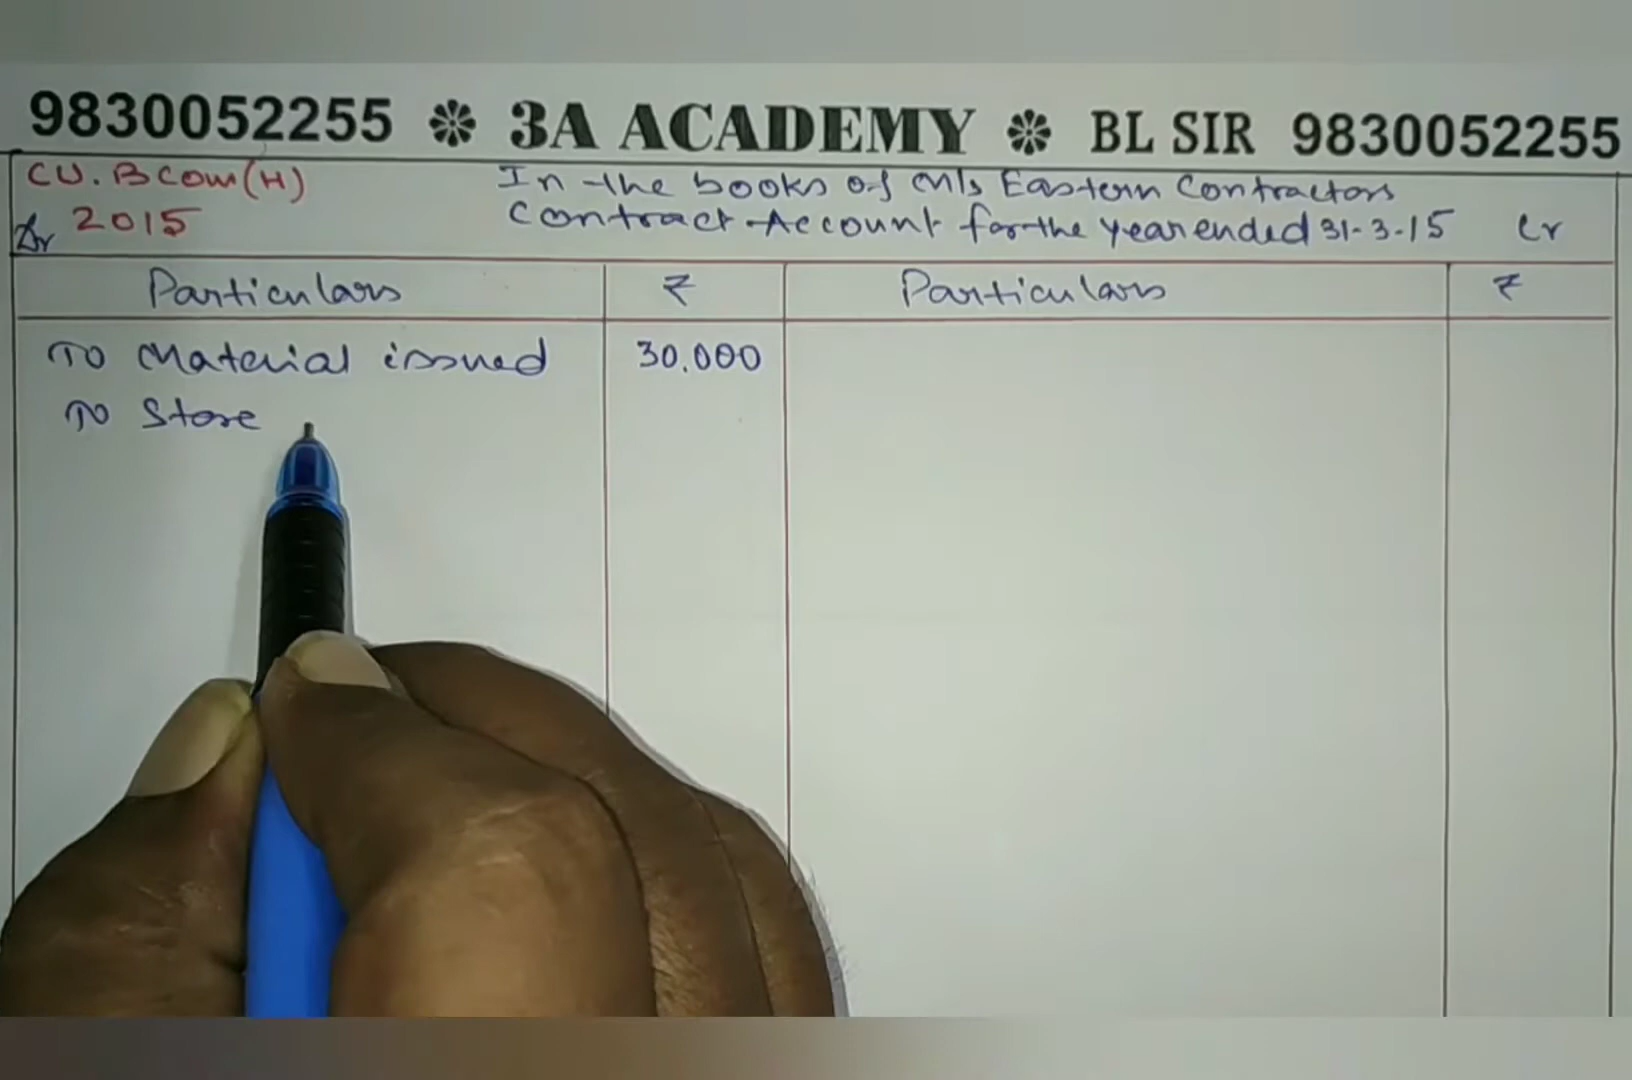 9830052255 ❋ 3A ACADEMY ❋ BL SIR 9830052255
CU. B Com (H) In the books of M/s Eastern Contractors
Dr 2015 Contract Account for the year ended 31-3-15 Cr
Particulars ₹ Particulars ₹
To Material issued 30,000
To Store